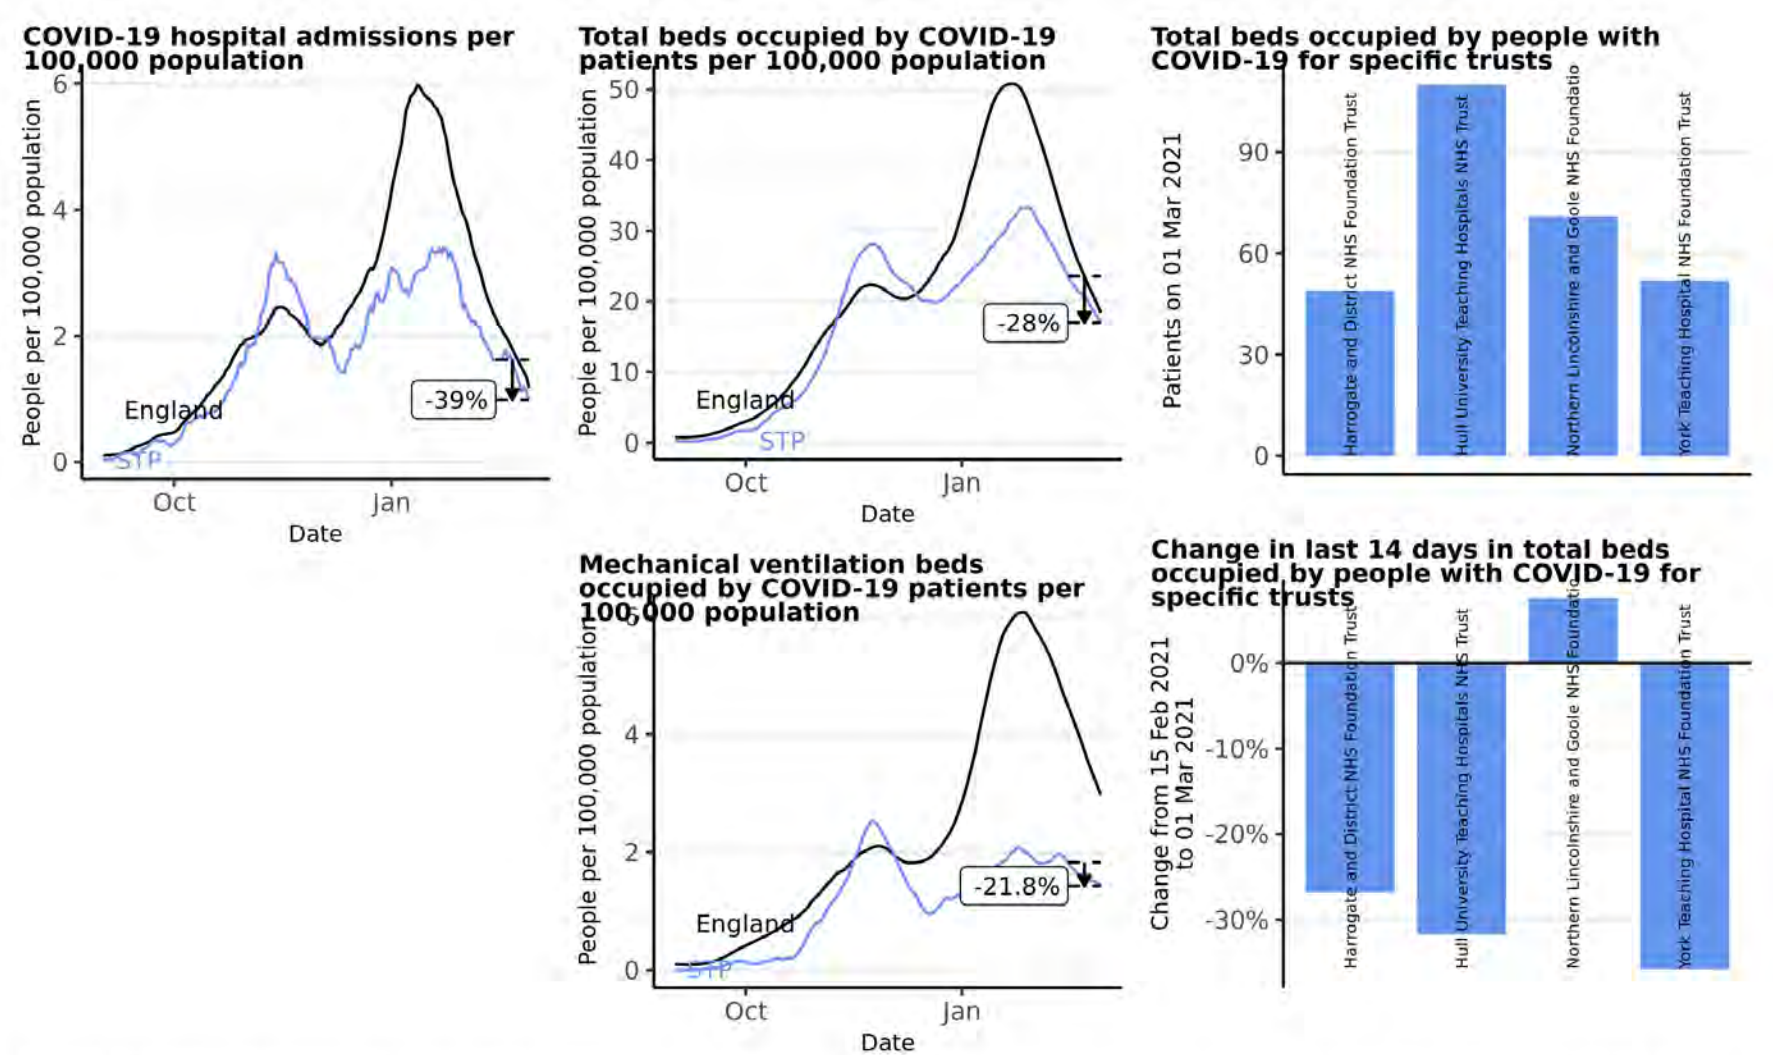 COVID-19 hospital admissions per
100,000 population
People per 100,000 population
6
4
2
0
England
STP
-39%
Oct
Jan
Date
Total beds occupied by COVID-19
patients per 100,000 population
People per 100,000 population
50
40
30
20
10
0
England
STP
-28%
Oct
Jan
Date
Total beds occupied by people with
COVID-19 for specific trusts
Patients on 01 Mar 2021
90
60
30
0
Harrogate and District NHS Foundation Trust
Hull University Teaching Hospitals NHS Trust
Northern Lincolnshire and Goole NHS Foundatio
York Teaching Hospital NHS Foundation Trust
Mechanical ventilation beds
occupied by COVID-19 patients per
100,000 population
People per 100,000 population
6
4
2
0
England
STP
-21.8%
Oct
Jan
Date
Change in last 14 days in total beds
occupied by people with COVID-19 for
specific trusts
Change from 15 Feb 2021
to 01 Mar 2021
0%
-10%
-20%
-30%
Harrogate and District NHS Foundation Trust
Hull University Teaching Hospitals NHS Trust
Northern Lincolnshire and Goole NHS Foundatio
York Teaching Hospital NHS Foundation Trust